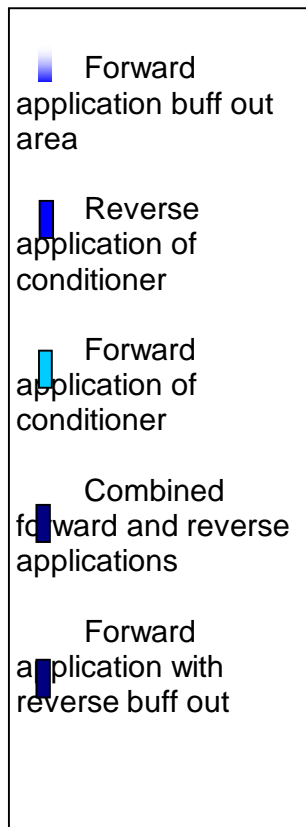 Forward
application buff out
area
Reverse
application of
conditioner
Forward
application of
conditioner
Combined
forward and reverse
applications
Forward
application with
reverse buff out